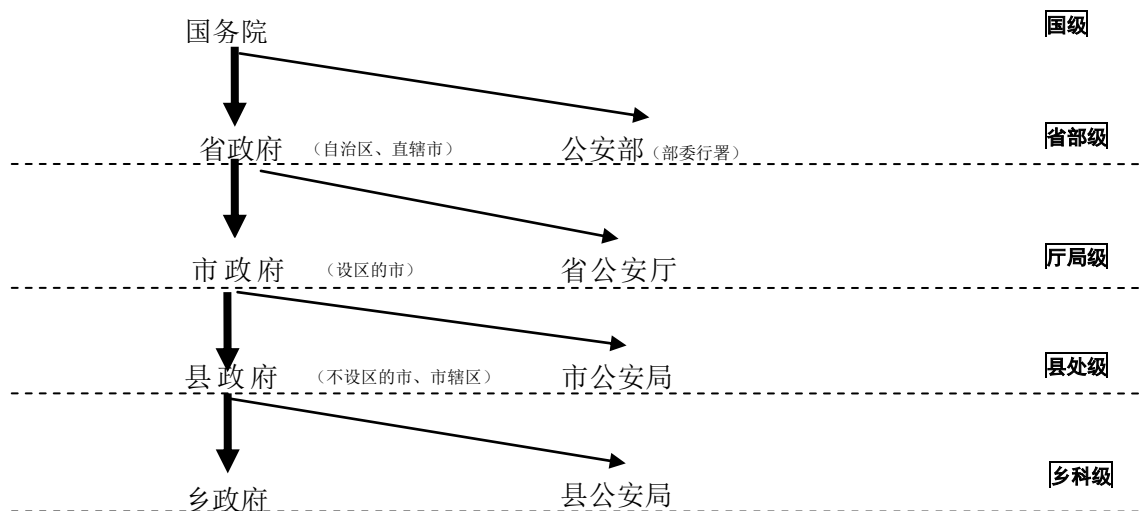 国务院 国级
省政府 （自治区、直辖市） 公安部（部委行署） 省部级
市政府 （设区的市） 省公安厅 厅局级
县政府 （不设区的市、市辖区） 市公安局 县处级
乡政府 县公安局 乡科级